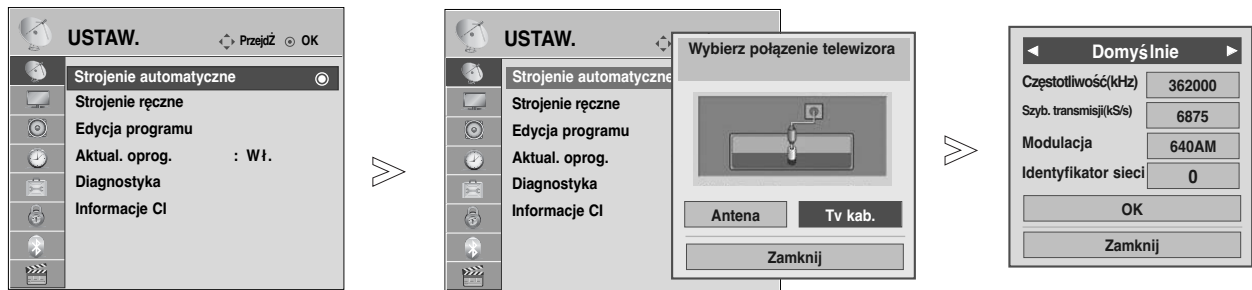 USTAW.
PrzejdŹ OK
Strojenie automatyczne
Strojenie ręczne
Edycja programu
Aktual. oprog. : Wł.
Diagnostyka
Informacje CI
USTAW.
Strojenie automatyczne
Strojenie ręczne
Edycja programu
Aktual. oprog.
Diagnostyka
Informacje CI
Wybierz połązenie telewizora
Antena Tv kab.
Zamknij
Domyślnie
Częstotliwość(kHz) 362000
Szyb. transmisji(kS/s) 6875
Modulacja 640AM
Identyfikator sieci 0
OK
Zamknij